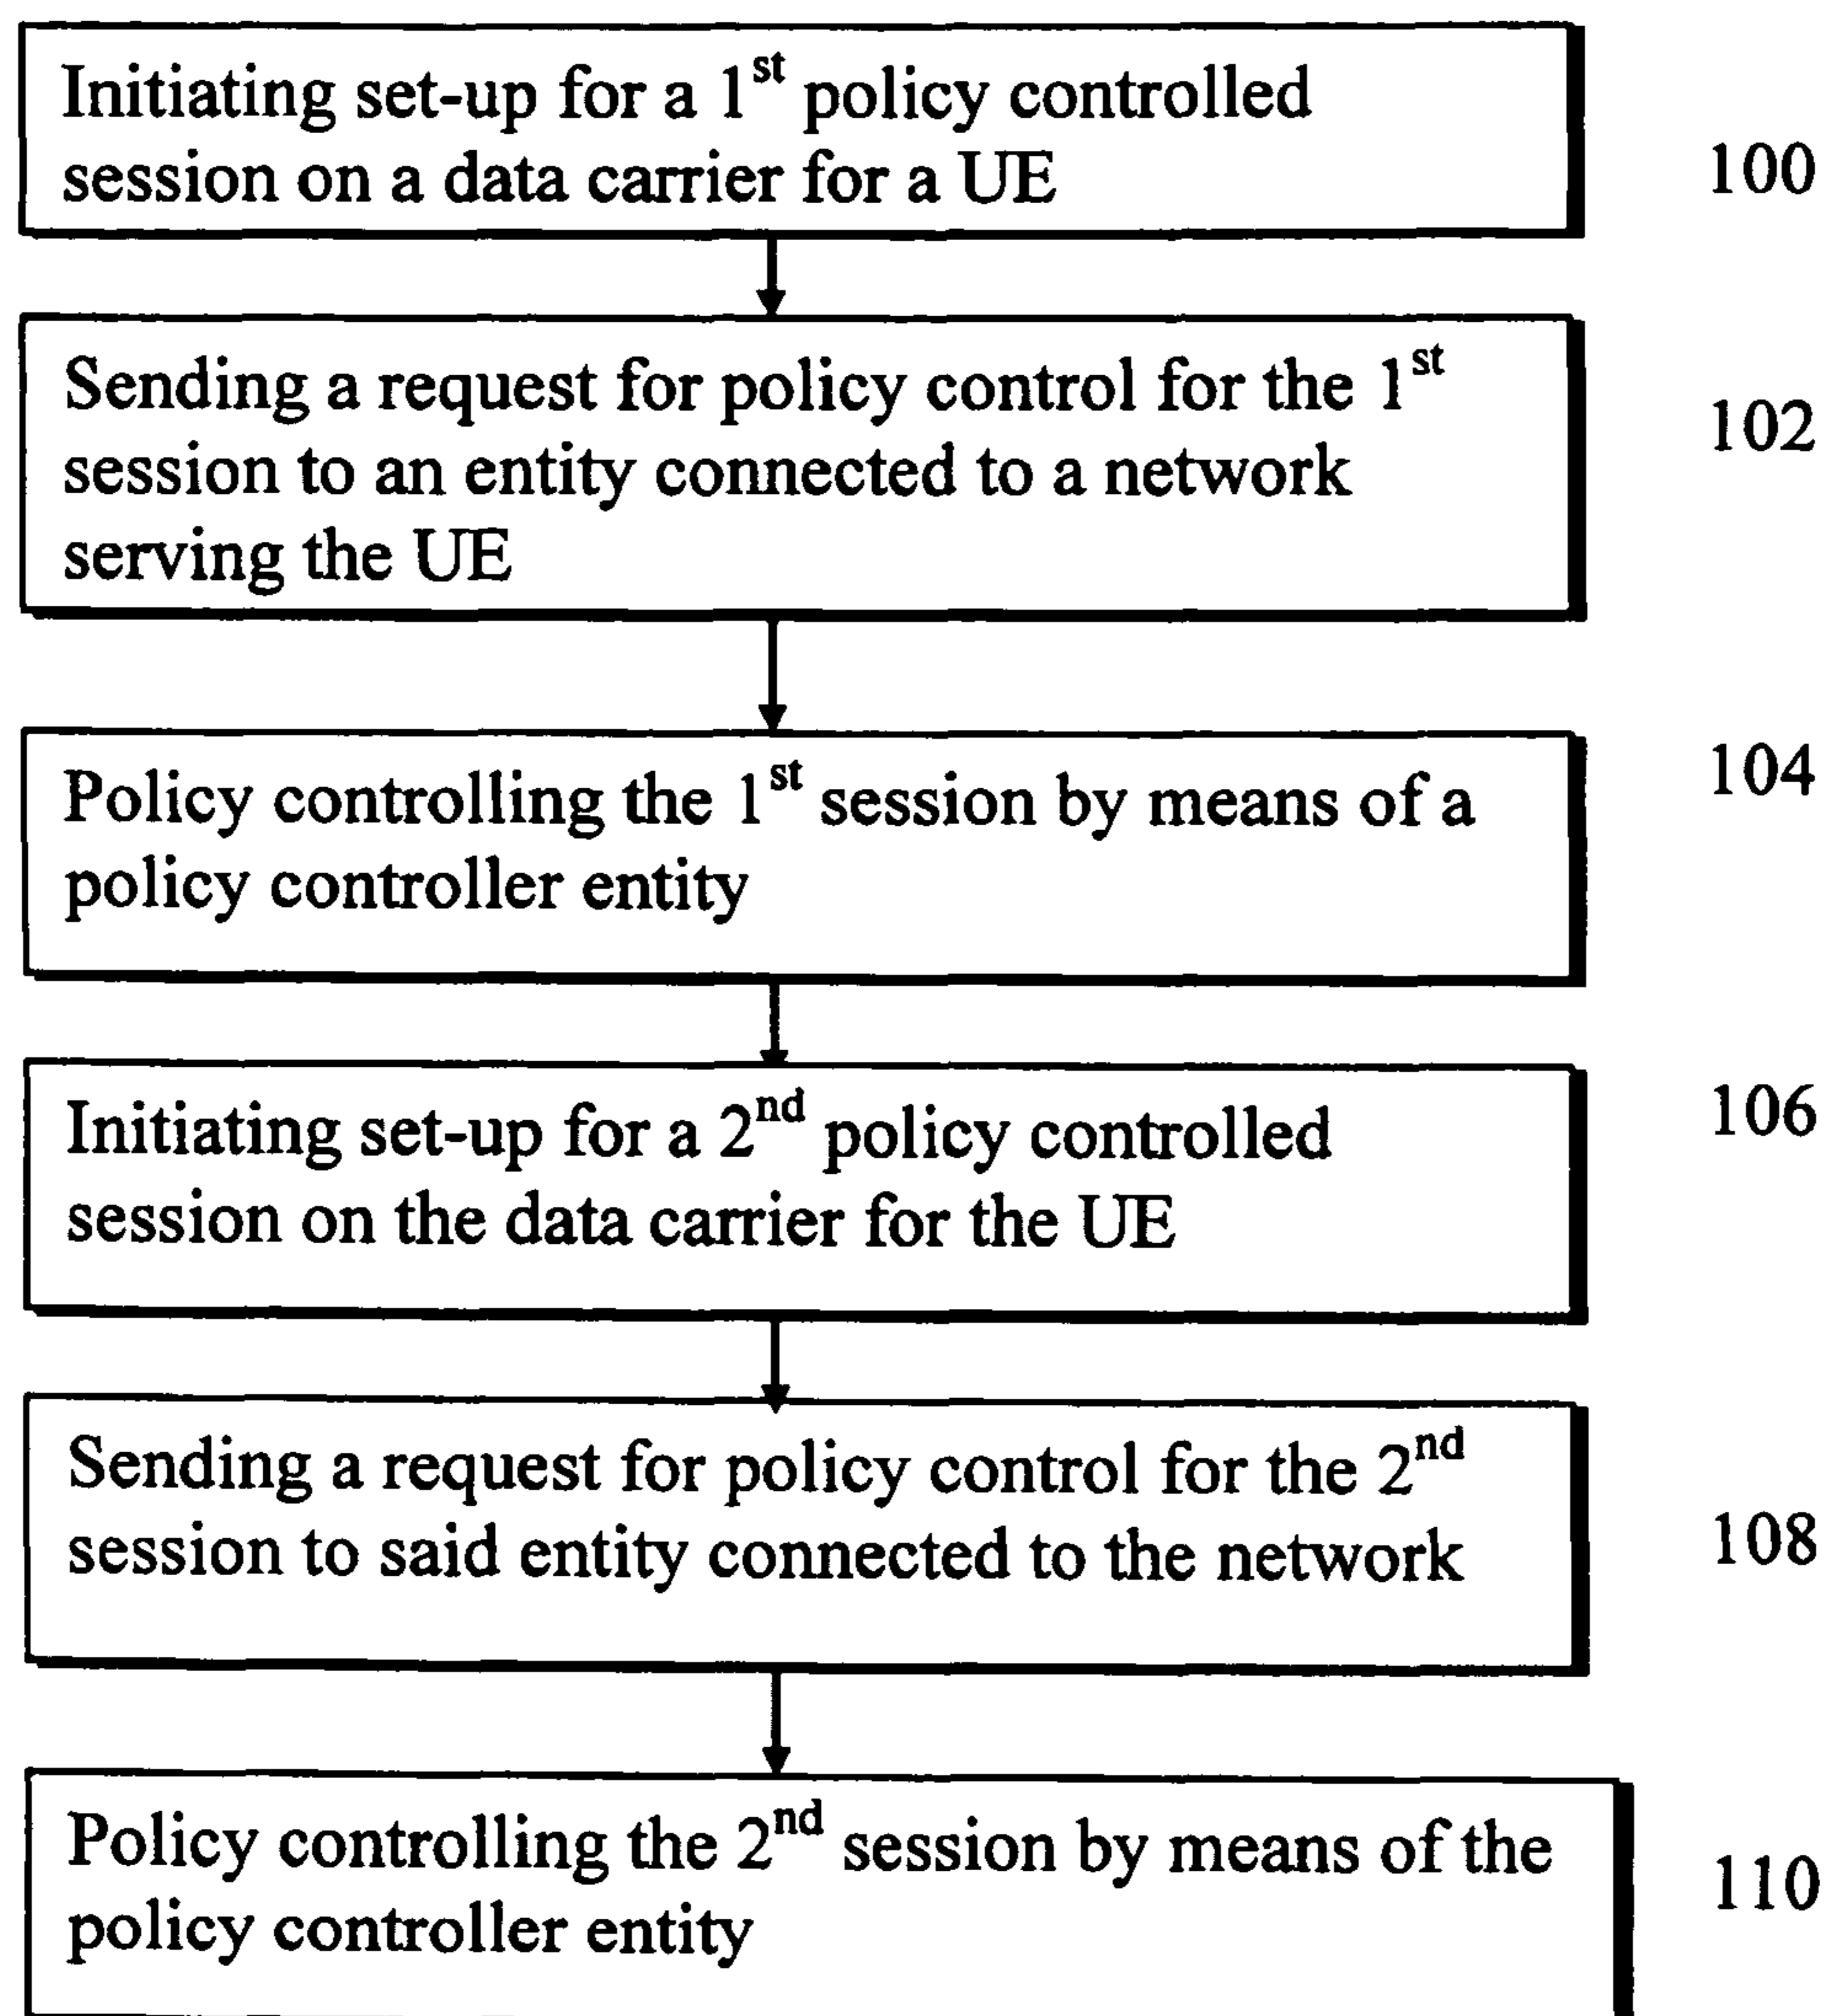 Initiating set-up for a 1st policy controlled
session on a data carrier for a UE
100
Sending a request for policy control for the 1st
session to an entity connected to a network
serving the UE
102
Policy controlling the 1st session by means of a
policy controller entity
104
Initiating set-up for a 2nd policy controlled
session on the data carrier for the UE
106
Sending a request for policy control for the 2nd
session to said entity connected to the network
108
Policy controlling the 2nd session by means of the
policy controller entity
110